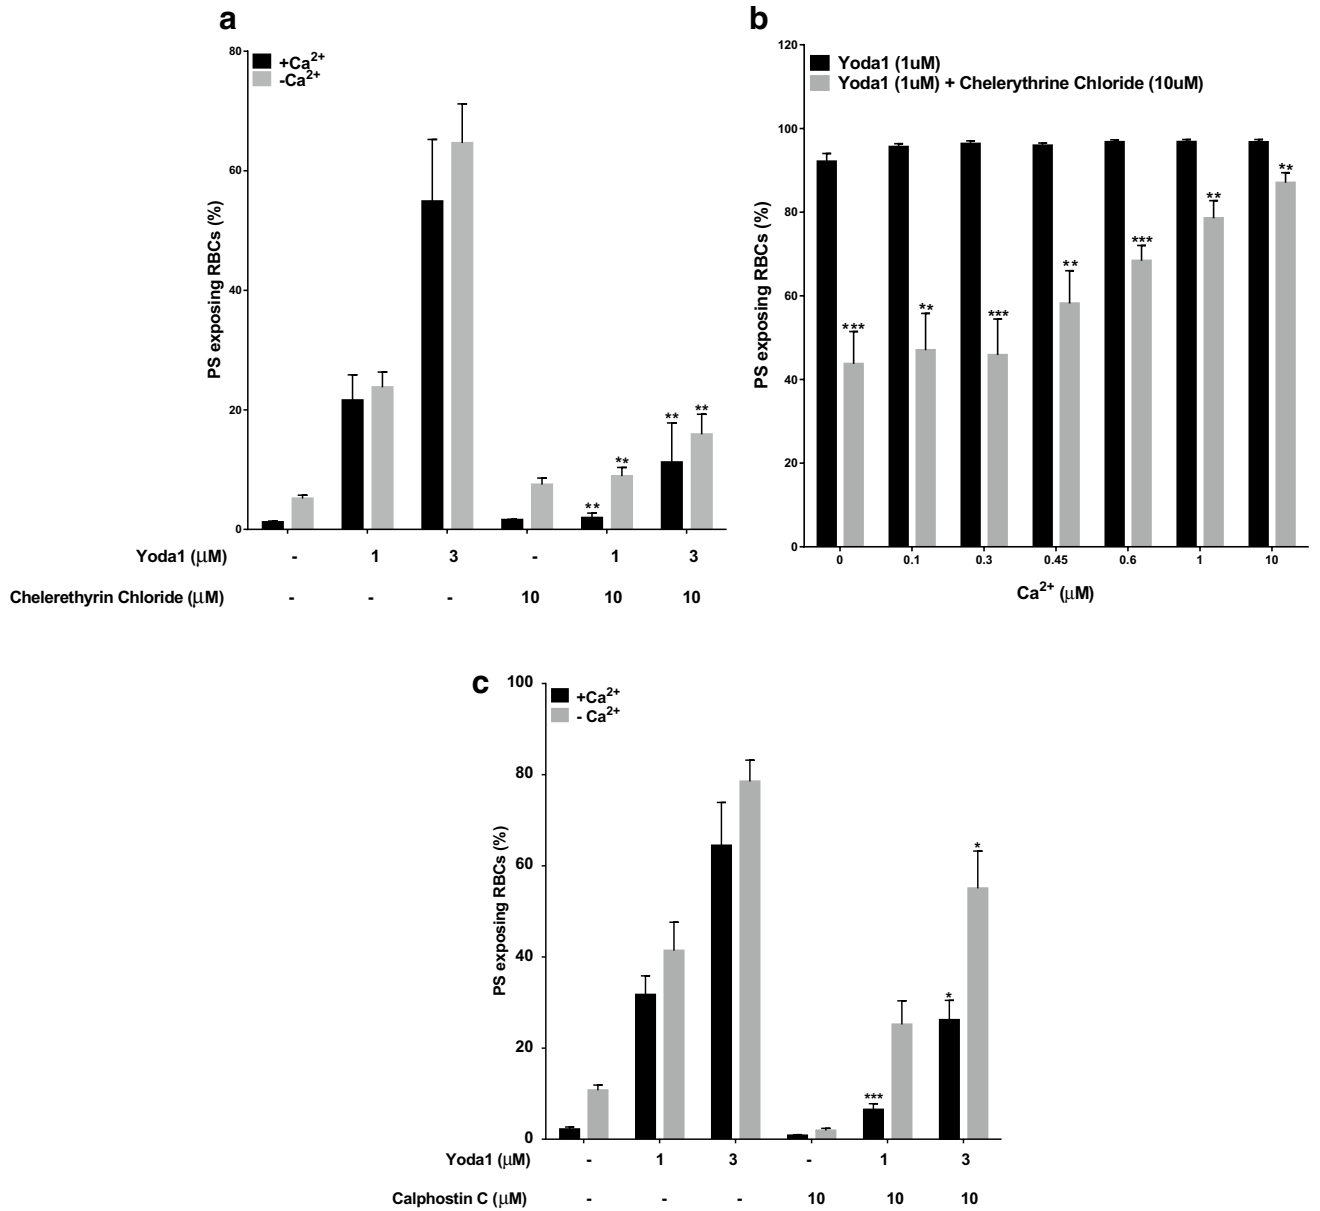 a
80
60
40
20
0
PS exposing RBCs (%)
+Ca2+
-Ca2+
** ** ** **
Yoda1 (μM) - 1 3 - 1 3
Chelerethyrin Chloride (μM) - - - 10 10 10
b
120
100
80
60
40
20
0
PS exposing RBCs (%)
Yoda1 (1uM)
Yoda1 (1uM) + Chelerythrine Chloride (10uM)
*** ** *** ** *** ** **
0 0.1 0.3 0.45 0.6 1 10
Ca2+ (μM)
c
100
80
60
40
20
0
PS exposing RBCs (%)
+Ca2+
- Ca2+
*** * *
Yoda1 (μM) - 1 3 - 1 3
Calphostin C (μM) - - - 10 10 10